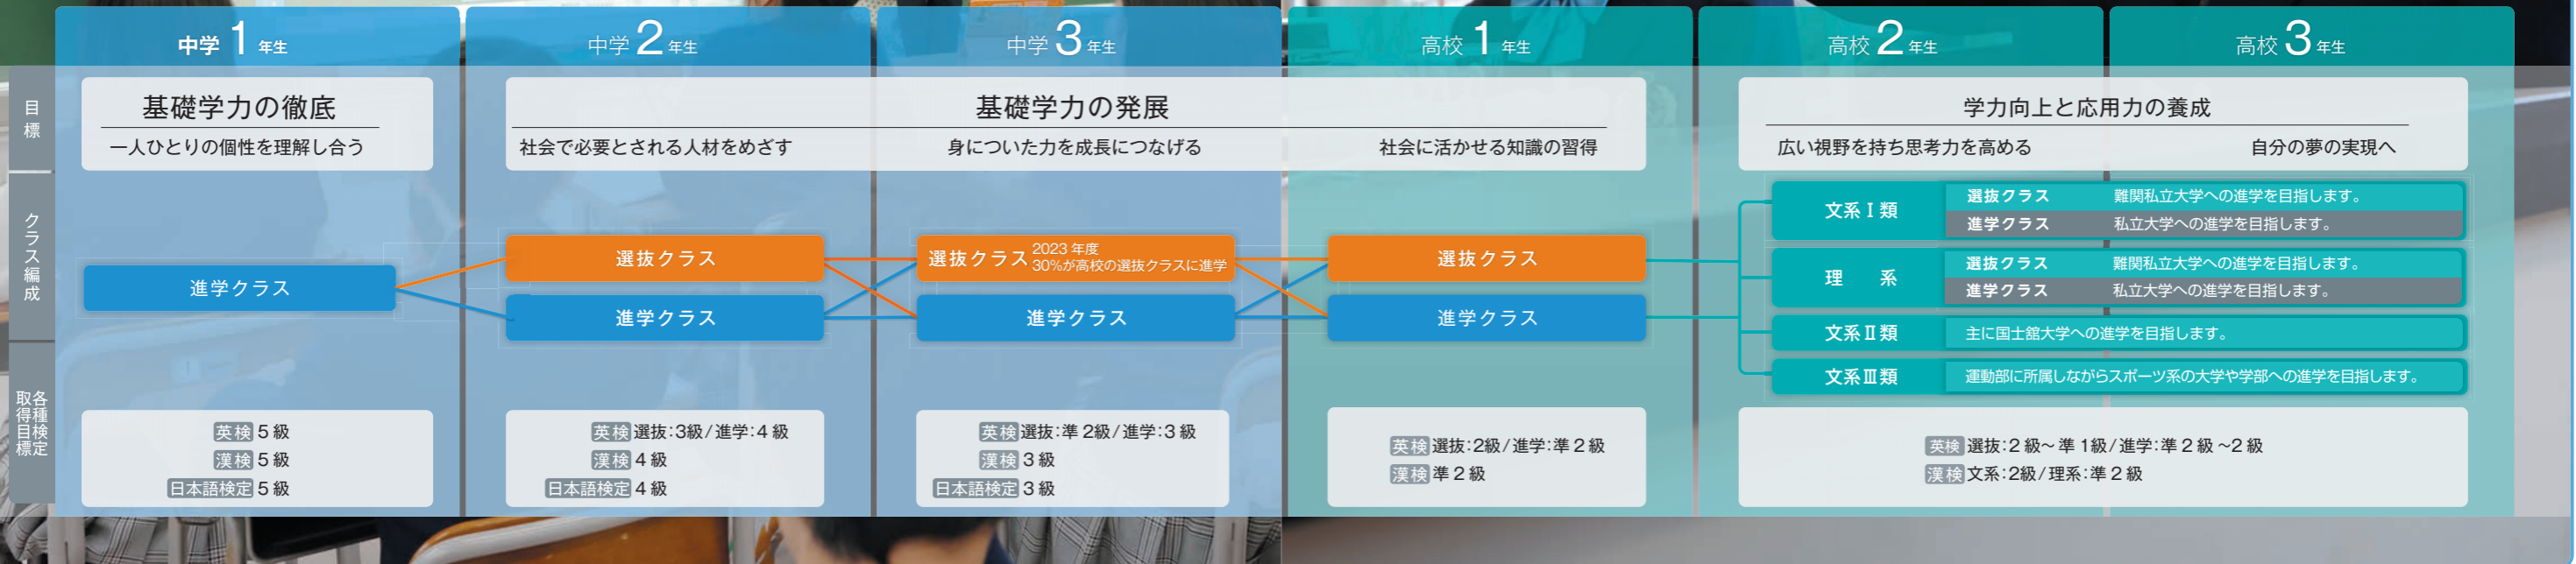 中学 1 年生
中学 2 年生
中学 3 年生
高校 1 年生
高校 2 年生
高校 3 年生
目標
基礎学力の徹底
一人ひとりの個性を理解し合う
基礎学力の発展
社会で必要とされる人材をめざす
身についた力を成長につなげる
社会に活かせる知識の習得
学力向上と応用力の養成
広い視野を持ち思考力を高める
自分の夢の実現へ
クラス編成
進学クラス
選抜クラス
進学クラス
選抜クラス 2023 年度
30%が高校の選抜クラスに進学
進学クラス
選抜クラス
進学クラス
文系Ⅰ類
選抜クラス 難関私立大学への進学を目指します。
進学クラス 私立大学への進学を目指します。
理 系
選抜クラス 難関私立大学への進学を目指します。
進学クラス 私立大学への進学を目指します。
文系Ⅱ類 主に国士舘大学への進学を目指します。
文系Ⅲ類 運動部に所属しながらスポーツ系の大学や学部への進学を目指します。
各種検定
取得目標
英検 5 級
漢検 5 級
日本語検定 5 級
英検 選抜:3級/進学:4 級
漢検 4 級
日本語検定 4 級
英検 選抜:準 2級/進学:3 級
漢検 3 級
日本語検定 3 級
英検 選抜:2級/進学:準 2 級
漢検 準 2 級
英検 選抜:2 級〜 準 1級/進学:準 2 級 〜2 級
漢検 文系:2級/理系:準 2 級